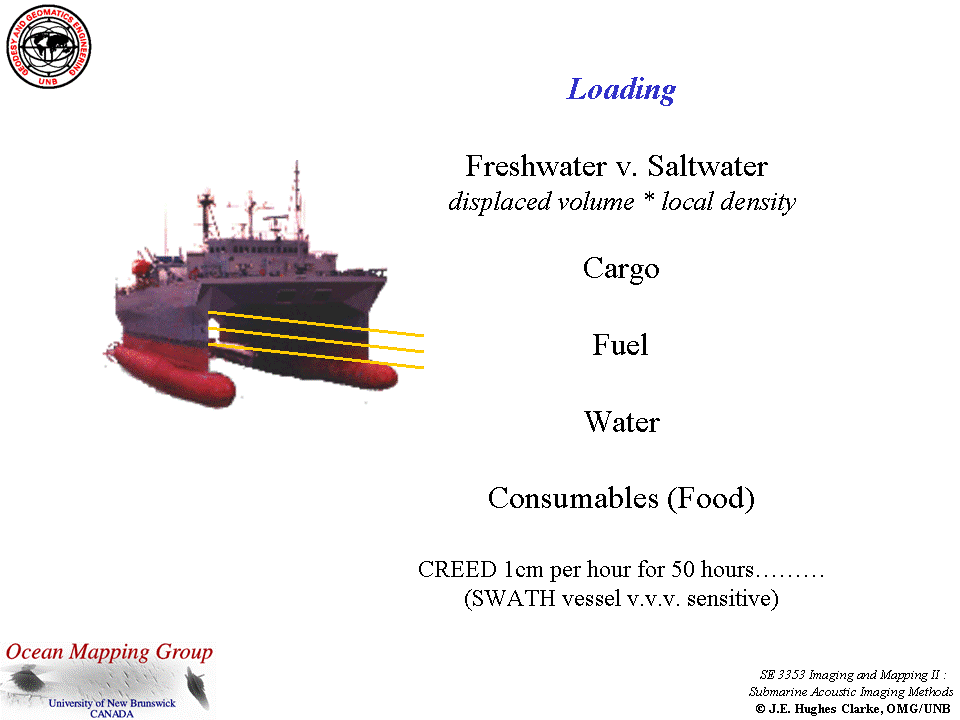 GEODESY AND GEOMATICS ENGINEERING
UNB
Loading
Freshwater v. Saltwater
displaced volume * local density
Cargo
Fuel
Water
Consumables (Food)
CREED 1cm per hour for 50 hours………
(SWATH vessel v.v.v. sensitive)
Ocean Mapping Group
University of New Brunswick
CANADA
SE 3353 Imaging and Mapping II :
Submarine Acoustic Imaging Methods
© J.E. Hughes Clarke, OMG/UNB